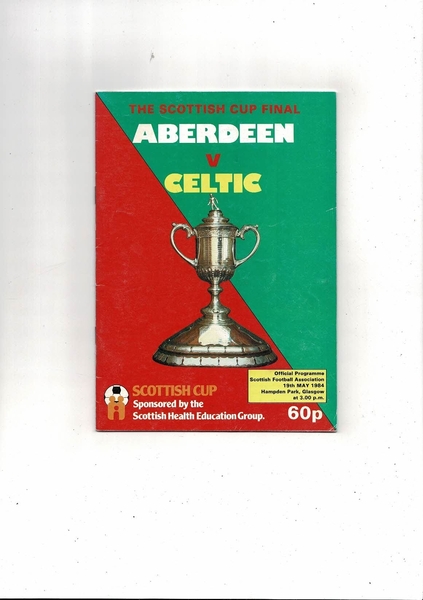 THE SCOTTISH CUP FINAL
ABERDEEN
V
CELTIC
Official Programme
Scottish Football Association
19th MAY 1984
Hampden Park, Glasgow
at 3.00 p.m.
SCOTTISH CUP
Sponsored by the
Scottish Health Education Group.
60p